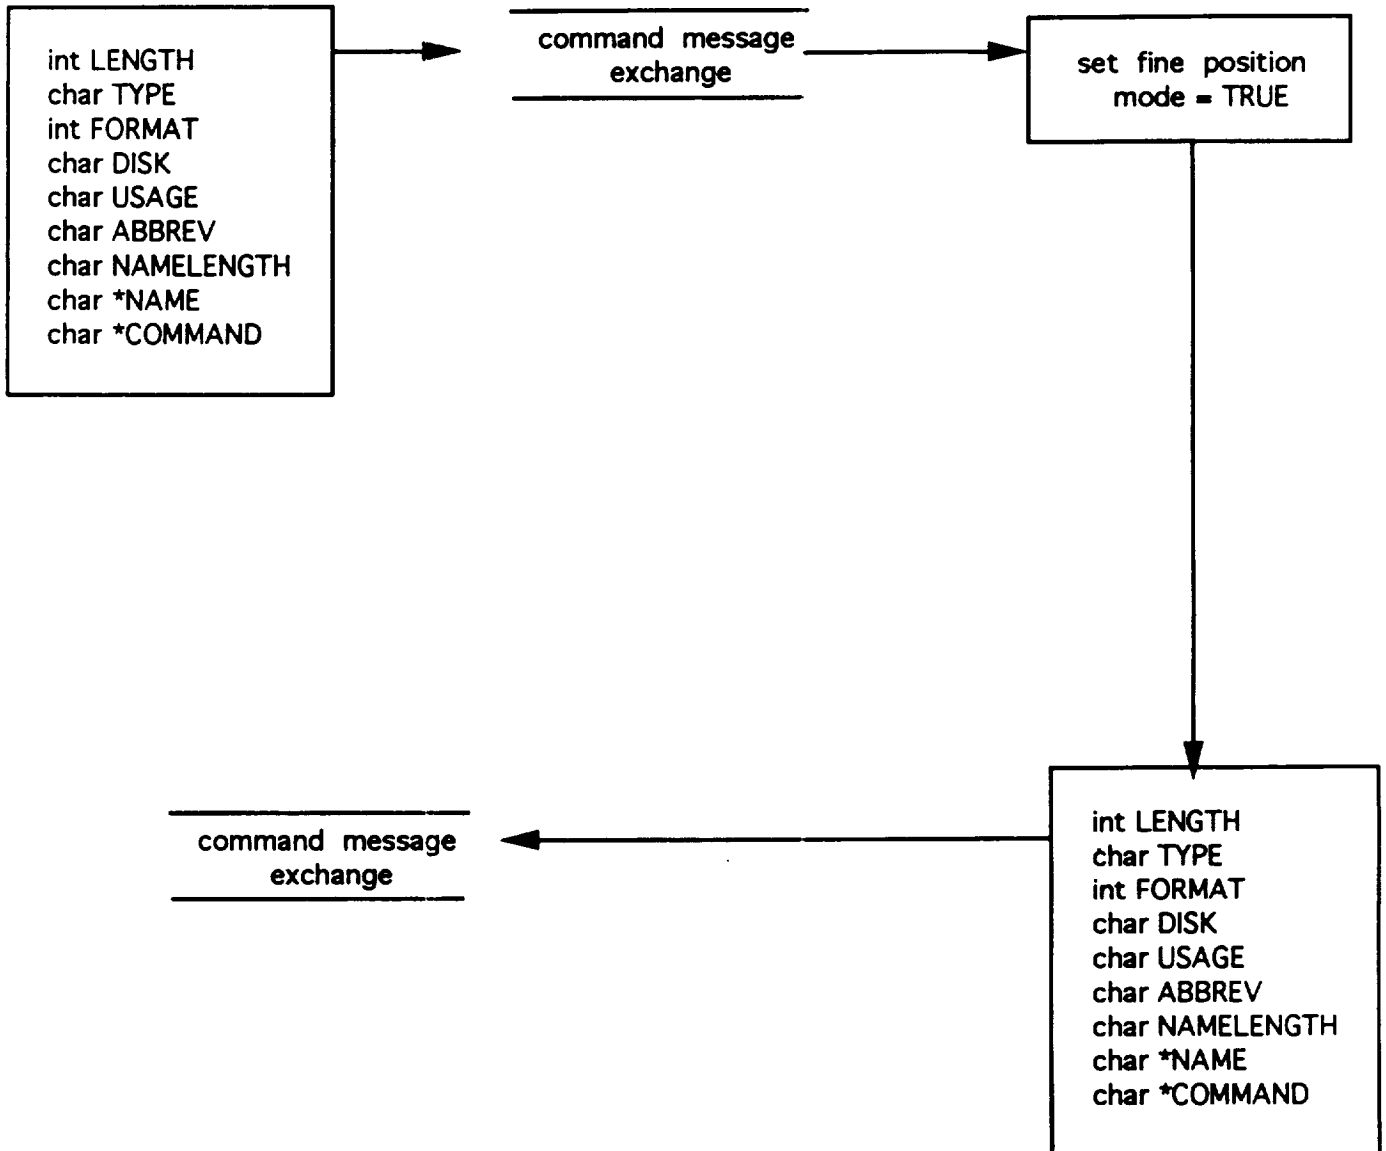 int LENGTH
char TYPE
int FORMAT
char DISK
char USAGE
char ABBREV
char NAMELENGTH
char *NAME
char *COMMAND
command message
exchange
set fine position
mode = TRUE
command message
exchange
int LENGTH
char TYPE
int FORMAT
char DISK
char USAGE
char ABBREV
char NAMELENGTH
char *NAME
char *COMMAND